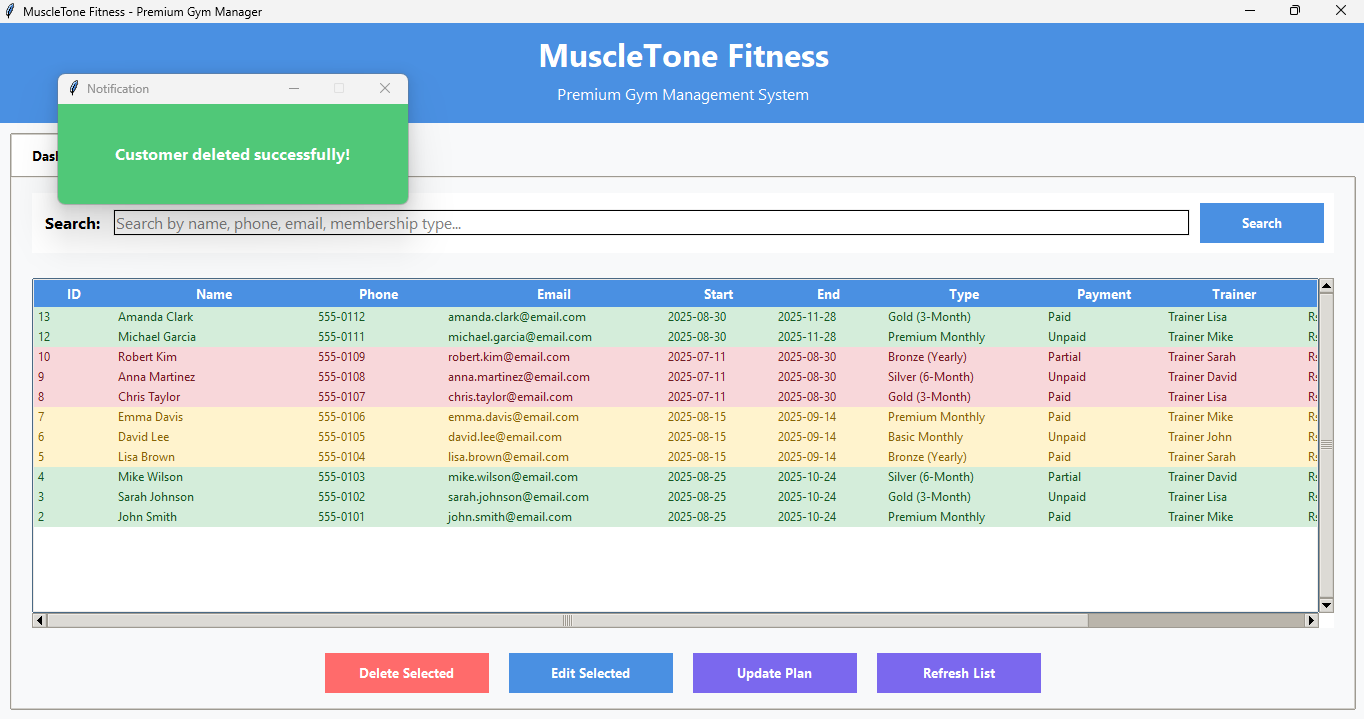 MuscleTone Fitness - Premium Gym Manager
MuscleTone Fitness
Premium Gym Management System
Notification
Customer deleted successfully!
Search:
Search by name, phone, email, membership type...
Search
ID Name Phone Email Start End Type Payment Trainer
13 Amanda Clark 555-0112 amanda.clark@email.com 2025-08-30 2025-11-28 Gold (3-Month) Paid Trainer Lisa
12 Michael Garcia 555-0111 michael.garcia@email.com 2025-08-30 2025-11-28 Premium Monthly Unpaid Trainer Mike
10 Robert Kim 555-0109 robert.kim@email.com 2025-07-11 2025-08-30 Bronze (Yearly) Partial Trainer Sarah
9 Anna Martinez 555-0108 anna.martinez@email.com 2025-07-11 2025-08-30 Silver (6-Month) Unpaid Trainer David
8 Chris Taylor 555-0107 chris.taylor@email.com 2025-07-11 2025-08-30 Gold (3-Month) Paid Trainer Lisa
7 Emma Davis 555-0106 emma.davis@email.com 2025-08-15 2025-09-14 Premium Monthly Paid Trainer Mike
6 David Lee 555-0105 david.lee@email.com 2025-08-15 2025-09-14 Basic Monthly Unpaid Trainer John
5 Lisa Brown 555-0104 lisa.brown@email.com 2025-08-15 2025-09-14 Bronze (Yearly) Paid Trainer Sarah
4 Mike Wilson 555-0103 mike.wilson@email.com 2025-08-25 2025-10-24 Silver (6-Month) Partial Trainer David
3 Sarah Johnson 555-0102 sarah.johnson@email.com 2025-08-25 2025-10-24 Gold (3-Month) Unpaid Trainer Lisa
2 John Smith 555-0101 john.smith@email.com 2025-08-25 2025-10-24 Premium Monthly Paid Trainer Mike
Delete Selected
Edit Selected
Update Plan
Refresh List